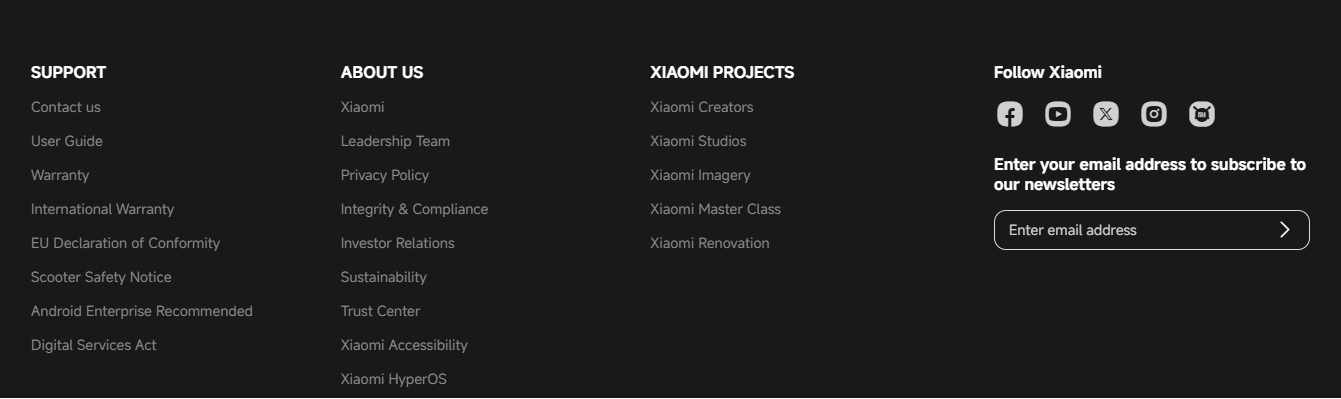 SUPPORT
Contact us
User Guide
Warranty
International Warranty
EU Declaration of Conformity
Scooter Safety Notice
Android Enterprise Recommended
Digital Services Act
ABOUT US
Xiaomi
Leadership Team
Privacy Policy
Integrity & Compliance
Investor Relations
Sustainability
Trust Center
Xiaomi Accessibility
Xiaomi HyperOS
XIAOMI PROJECTS
Xiaomi Creators
Xiaomi Studios
Xiaomi Imagery
Xiaomi Master Class
Xiaomi Renovation
Follow Xiaomi
Enter your email address to subscribe to
our newsletters
Enter email address